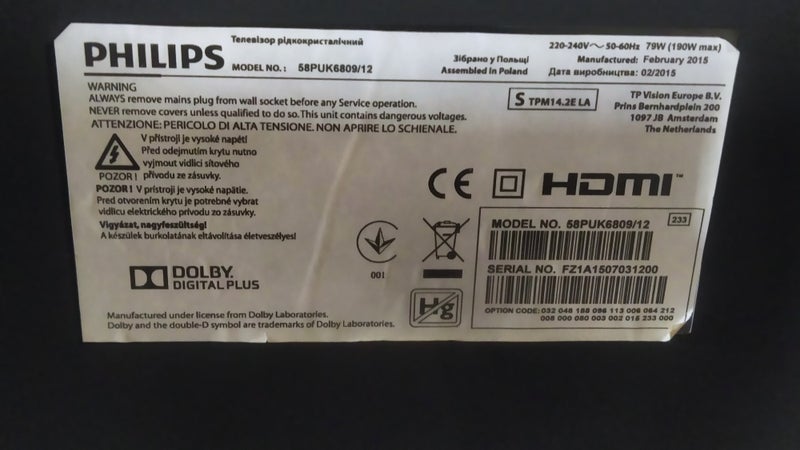 PHILIPS
Телевізор рідкокристалічний
MODEL NO.: 58PUK6809/12
Зібрано у Польщі
Assembled in Poland
220-240V~ 50-60Hz 79W (190W max)
Manufactured: February 2015
Дата виробництва: 02/2015
WARNING
ALWAYS remove mains plug from wall socket before any Service operation.
NEVER remove covers unless qualified to do so. This unit contains dangerous voltages.
ATTENZIONE: PERICOLO DI ALTA TENSIONE. NON APRIRE LO SCHIENALE.
S TPM14.2E LA
TP Vision Europe B.V.
Prins Bernhardplein 200
1097 JB Amsterdam
The Netherlands
V přístroji je vysoké napětí
Před odejmutím krytu nutno
vyjmout vidlici síťového
POZOR! přívodu ze zásuvky.
POZOR! V prístroji je vysoké napätie.
Pred otvorením krytu je potrebné vybrat
vidlicu elektrického prívodu zo zásuvky.
Vigyázat, nagyfeszültség!
A készülek burkolatának eltávolítása életveszélyes!
CE
HDMI™
001
Hg
DOLBY.
DIGITAL PLUS
Manufactured under license from Dolby Laboratories.
Dolby and the double-D symbol are trademarks of Dolby Laboratories.
MODEL NO. 58PUK6809/12
233
SERIAL NO. FZ1A1507031200
OPTION CODE: 032 048 188 096 113 006 064 212
008 000 080 003 002 015 233 000